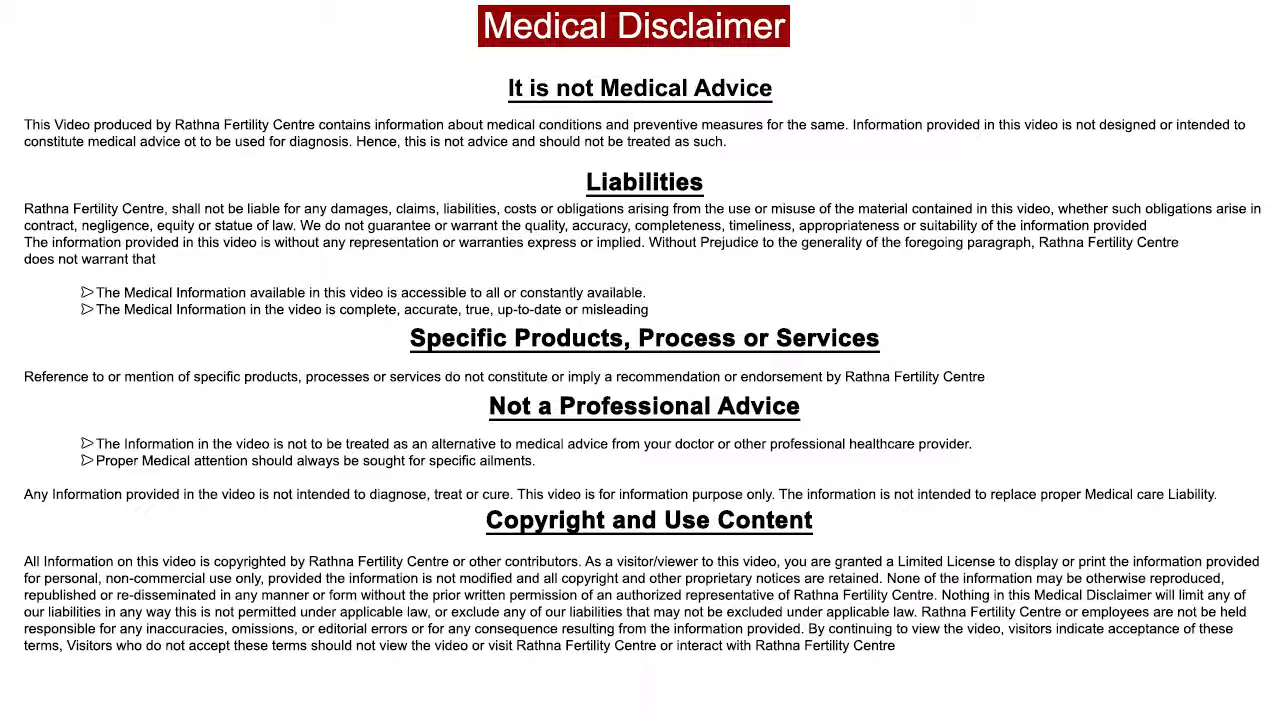 Medical Disclaimer
It is not Medical Advice
This Video produced by Rathna Fertility Centre contains information about medical conditions and preventive measures for the same. Information provided in this video is not designed or intended to
constitute medical advice ot to be used for diagnosis. Hence, this is not advice and should not be treated as such.
Liabilities
Rathna Fertility Centre, shall not be liable for any damages, claims, liabilities, costs or obligations arising from the use or misuse of the material contained in this video, whether such obligations arise in
contract, negligence, equity or statue of law. We do not guarantee or warrant the quality, accuracy, completeness, timeliness, appropriateness or suitability of the information provided
The information provided in this video is without any representation or warranties express or implied. Without Prejudice to the generality of the foregoing paragraph, Rathna Fertility Centre
does not warrant that
➢The Medical Information available in this video is accessible to all or constantly available.
➢The Medical Information in the video is complete, accurate, true, up-to-date or misleading
Specific Products, Process or Services
Reference to or mention of specific products, processes or services do not constitute or imply a recommendation or endorsement by Rathna Fertility Centre
Not a Professional Advice
➢The Information in the video is not to be treated as an alternative to medical advice from your doctor or other professional healthcare provider.
➢Proper Medical attention should always be sought for specific ailments.
Any Information provided in the video is not intended to diagnose, treat or cure. This video is for information purpose only. The information is not intended to replace proper Medical care Liability.
Copyright and Use Content
All Information on this video is copyrighted by Rathna Fertility Centre or other contributors. As a visitor/viewer to this video, you are granted a Limited License to display or print the information provided
for personal, non-commercial use only, provided the information is not modified and all copyright and other proprietary notices are retained. None of the information may be otherwise reproduced,
republished or re-disseminated in any manner or form without the prior written permission of an authorized representative of Rathna Fertility Centre. Nothing in this Medical Disclaimer will limit any of
our liabilities in any way this is not permitted under applicable law, or exclude any of our liabilities that may not be excluded under applicable law. Rathna Fertility Centre or employees are not be held
responsible for any inaccuracies, omissions, or editorial errors or for any consequence resulting from the information provided. By continuing to view the video, visitors indicate acceptance of these
terms, Visitors who do not accept these terms should not view the video or visit Rathna Fertility Centre or interact with Rathna Fertility Centre